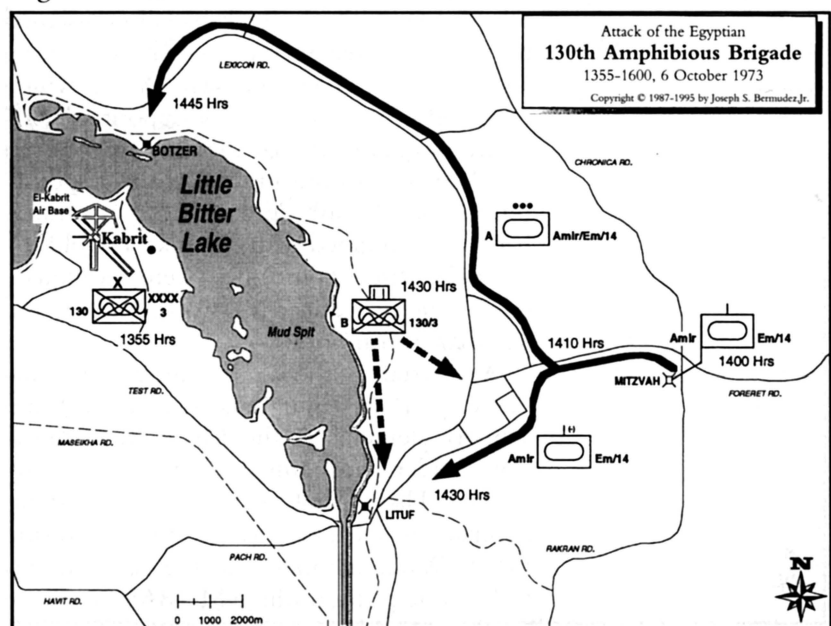 Attack of the Egyptian
130th Amphibious Brigade
1355-1600, 6 October 1973
Copyright © 1987-1995 by Joseph S. Bermudez, Jr.
LEXICON RD.
1445 Hrs
BOTZER
CHRONICA RD.
El-Kabrit
Air Base
Kabrit
Little
Bitter
Lake
A
Amir/Em/14
X
130
XXXX
3
1355 Hrs
1430 Hrs
B
130/3
Mud Spit
1410 Hrs
Amir
Em/14
1400 Hrs
MITZVAH
FORERET RD.
TEST RD.
MASEIKHA RD.
Amir
(-)
Em/14
1430 Hrs
LITUF
PACH RD.
RAKRAN RD.
HAVIT RD.
0 1000 2000m
N